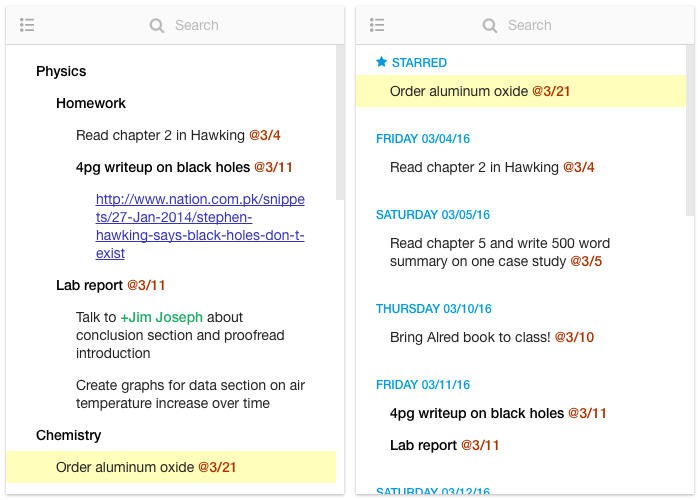 Search
Physics
Homework
Read chapter 2 in Hawking @3/4
4pg writeup on black holes @3/11
http://www.nation.com.pk/snippe
ts/27-Jan-2014/stephen-
hawking-says-black-holes-don-t-
exist
Lab report @3/11
Talk to +Jim Joseph about
conclusion section and proofread
introduction
Create graphs for data section on air
temperature increase over time
Chemistry
Order aluminum oxide @3/21
Search
STARRED
Order aluminum oxide @3/21
FRIDAY 03/04/16
Read chapter 2 in Hawking @3/4
SATURDAY 03/05/16
Read chapter 5 and write 500 word
summary on one case study @3/5
THURSDAY 03/10/16
Bring Alred book to class! @3/10
FRIDAY 03/11/16
4pg writeup on black holes @3/11
Lab report @3/11
SATURDAY 03/12/16